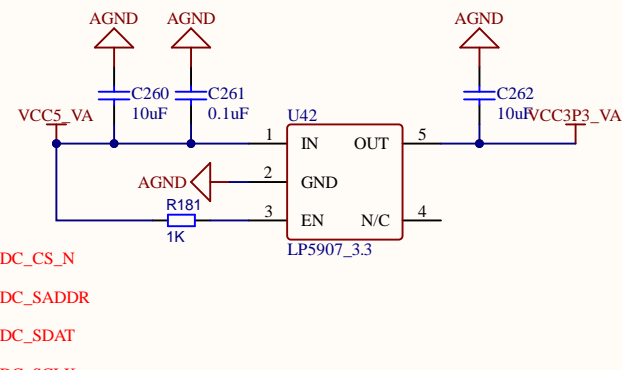 AGND
AGND
AGND
C260
10uF
C261
0.1uF
C262
10uF
VCC5_VA
VCC3P3_VA
U42
1
IN
OUT
5
AGND
2
GND
R181
1K
3
EN
N/C
4
LP5907_3.3
DC_CS_N
DC_SADDR
DC_SDAT